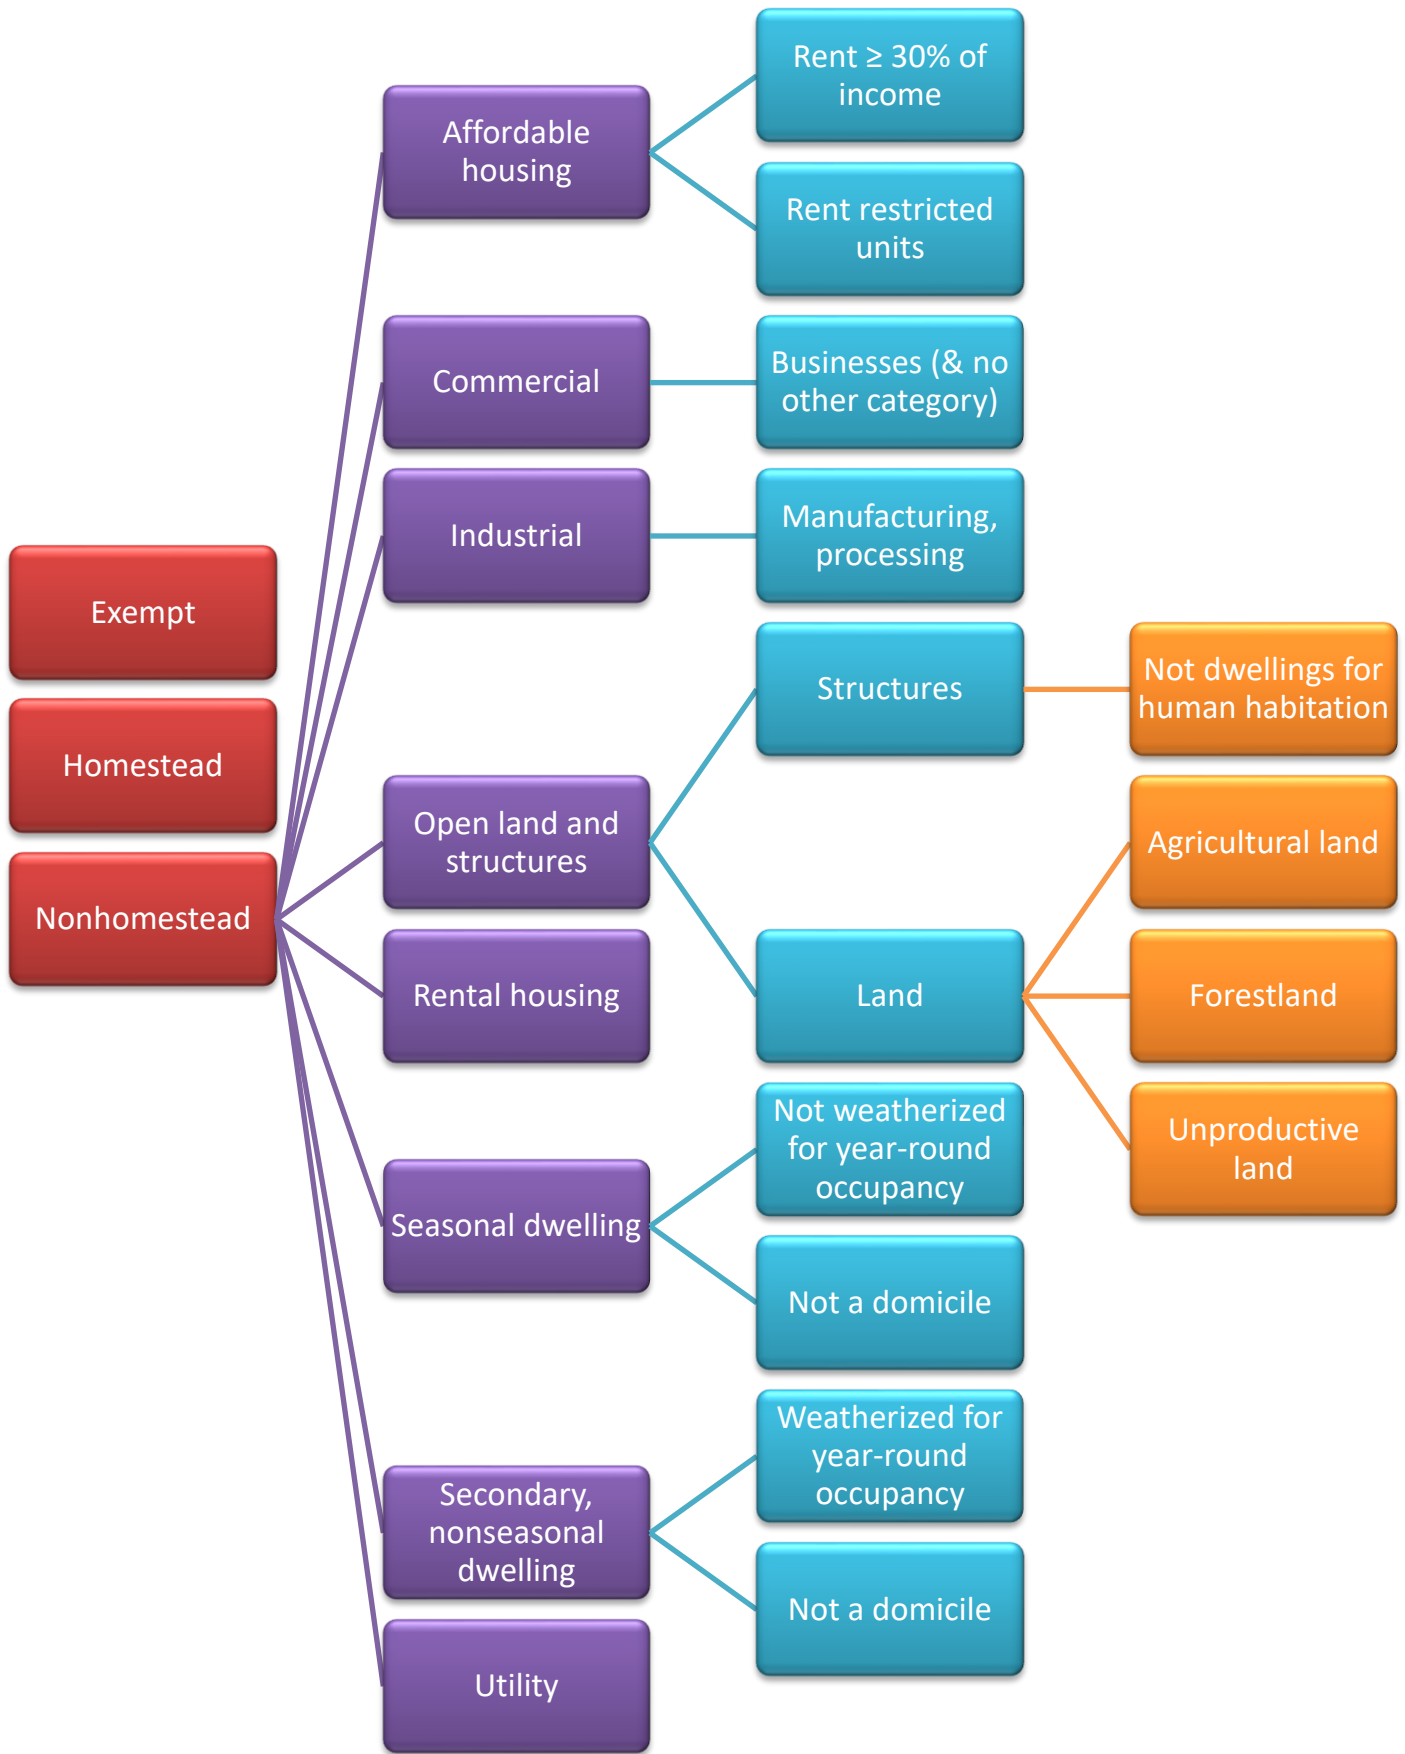 Exempt
Homestead
Nonhomestead
Affordable
housing
Commercial
Industrial
Open land and
structures
Rental housing
Seasonal dwelling
Secondary,
nonseasonal
dwelling
Utility
Rent ≥ 30% of
income
Rent restricted
units
Businesses (& no
other category)
Manufacturing,
processing
Structures
Land
Not weatherized
for year-round
occupancy
Not a domicile
Weatherized for
year-round
occupancy
Not a domicile
Not dwellings for
human habitation
Agricultural land
Forestland
Unproductive
land